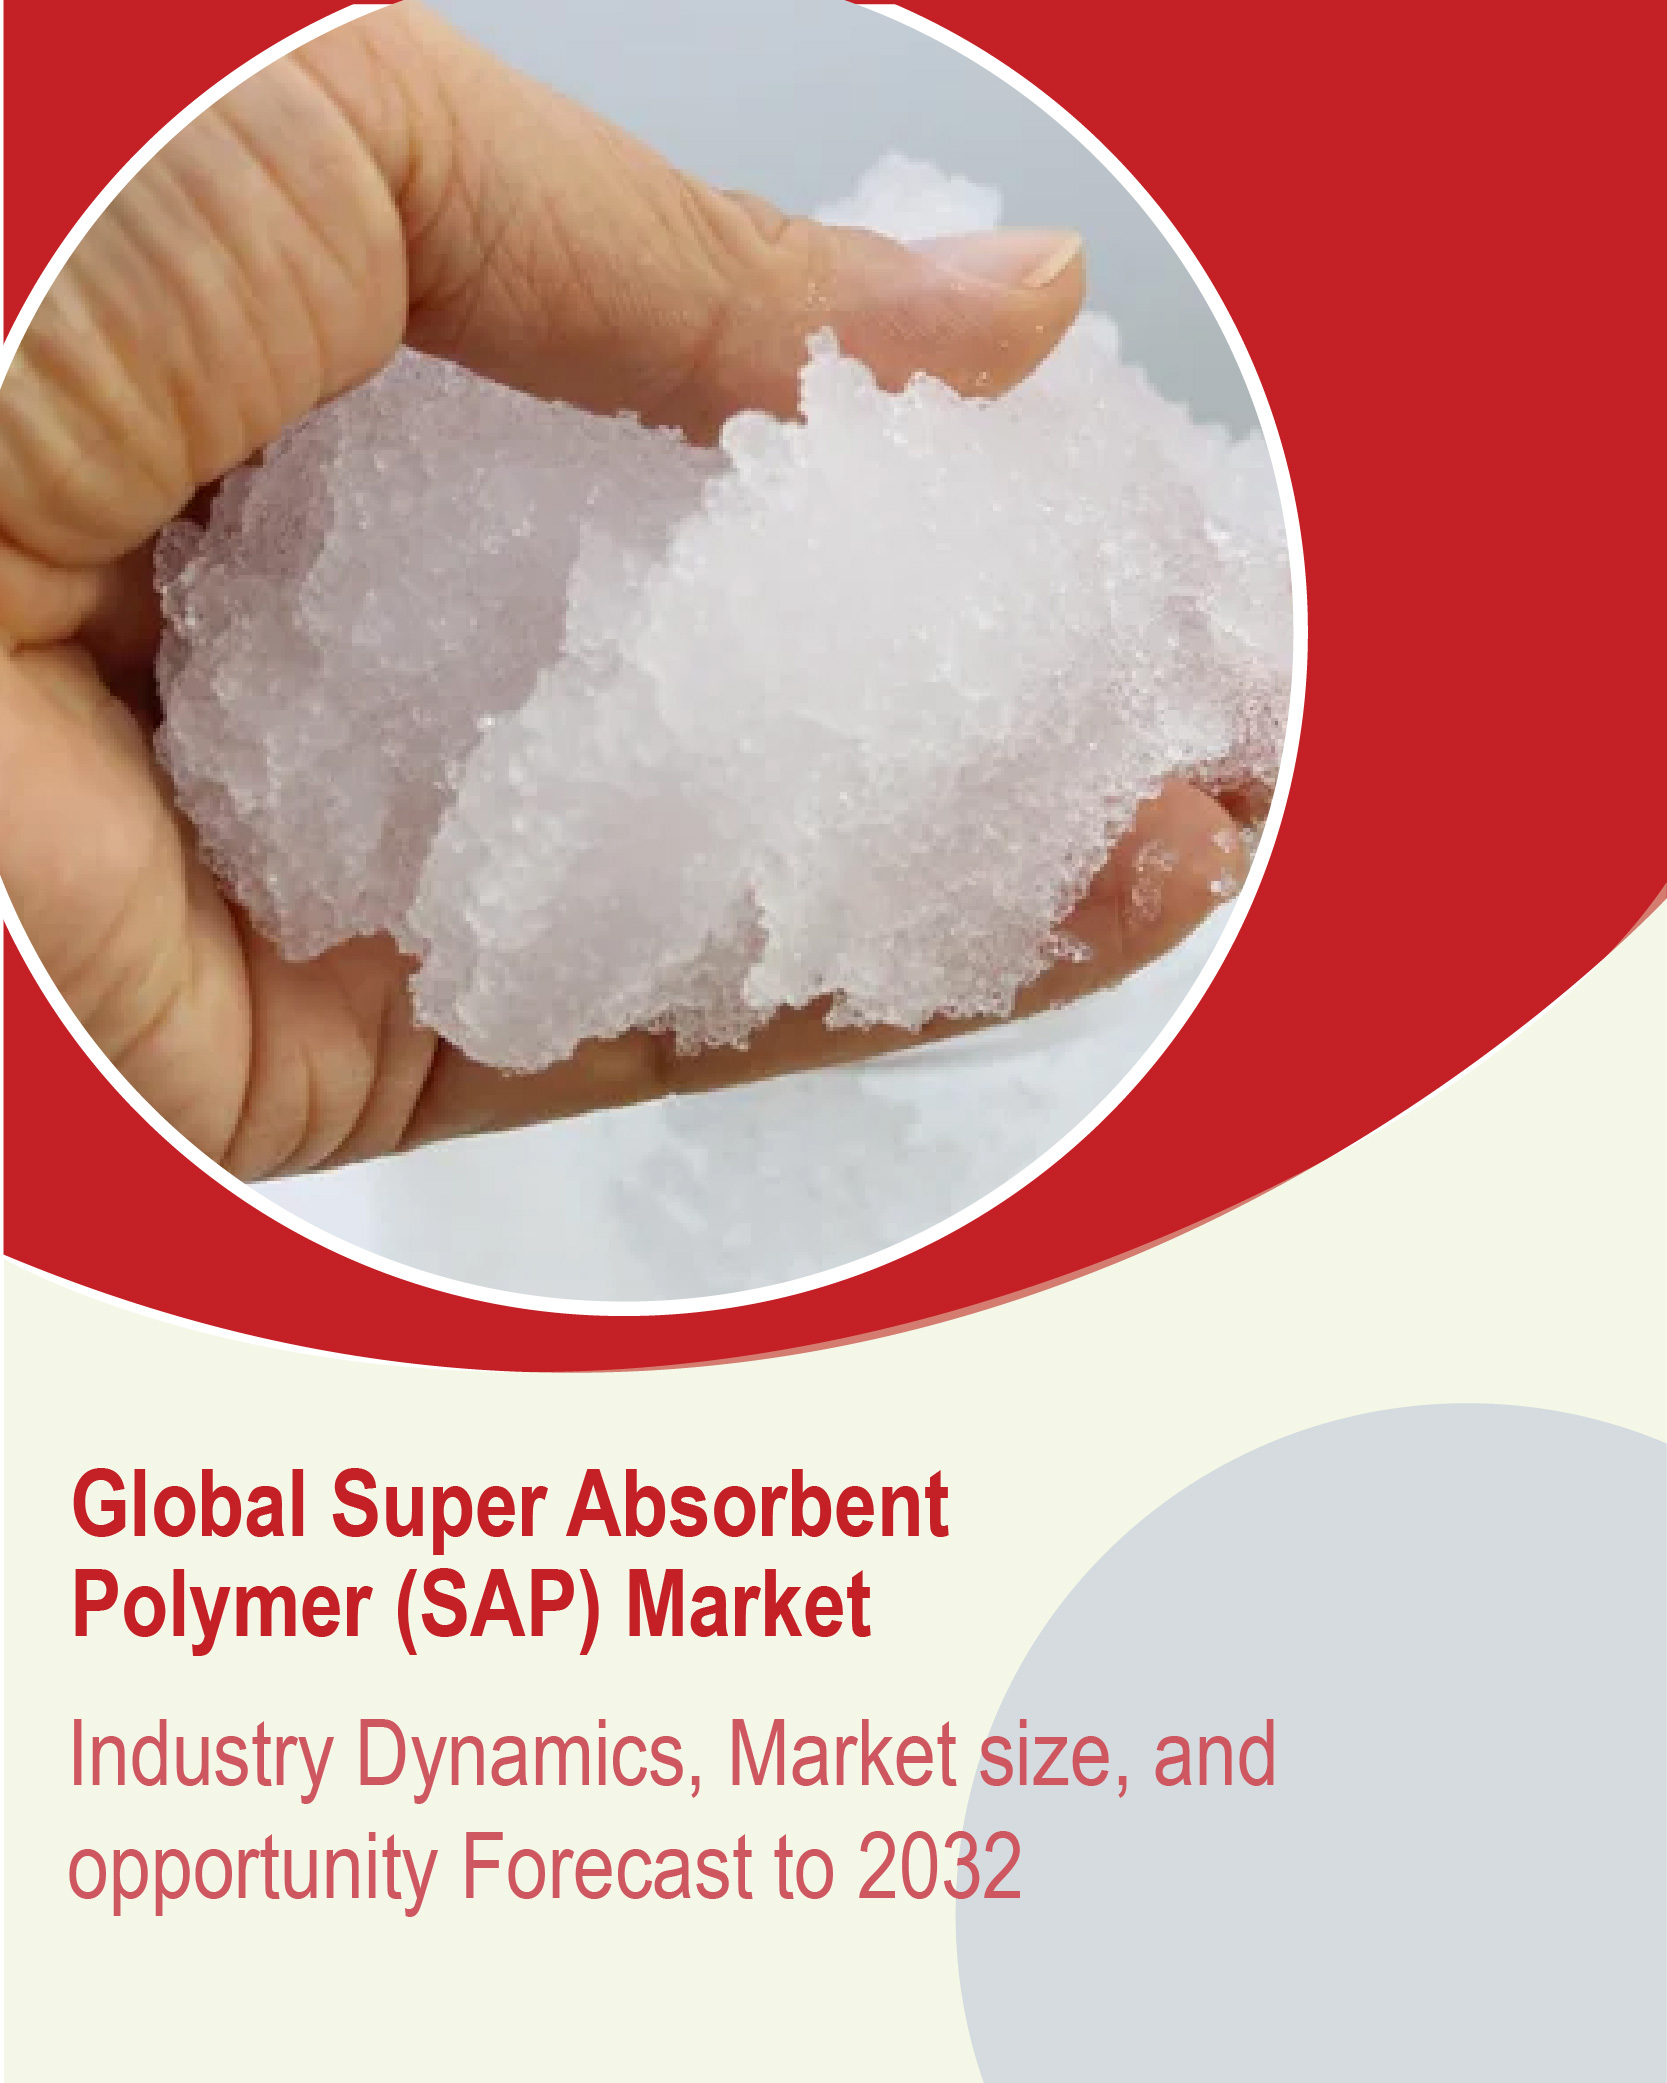 Global Super Absorbent
Polymer (SAP) Market
Industry Dynamics, Market size, and
opportunity Forecast to 2032